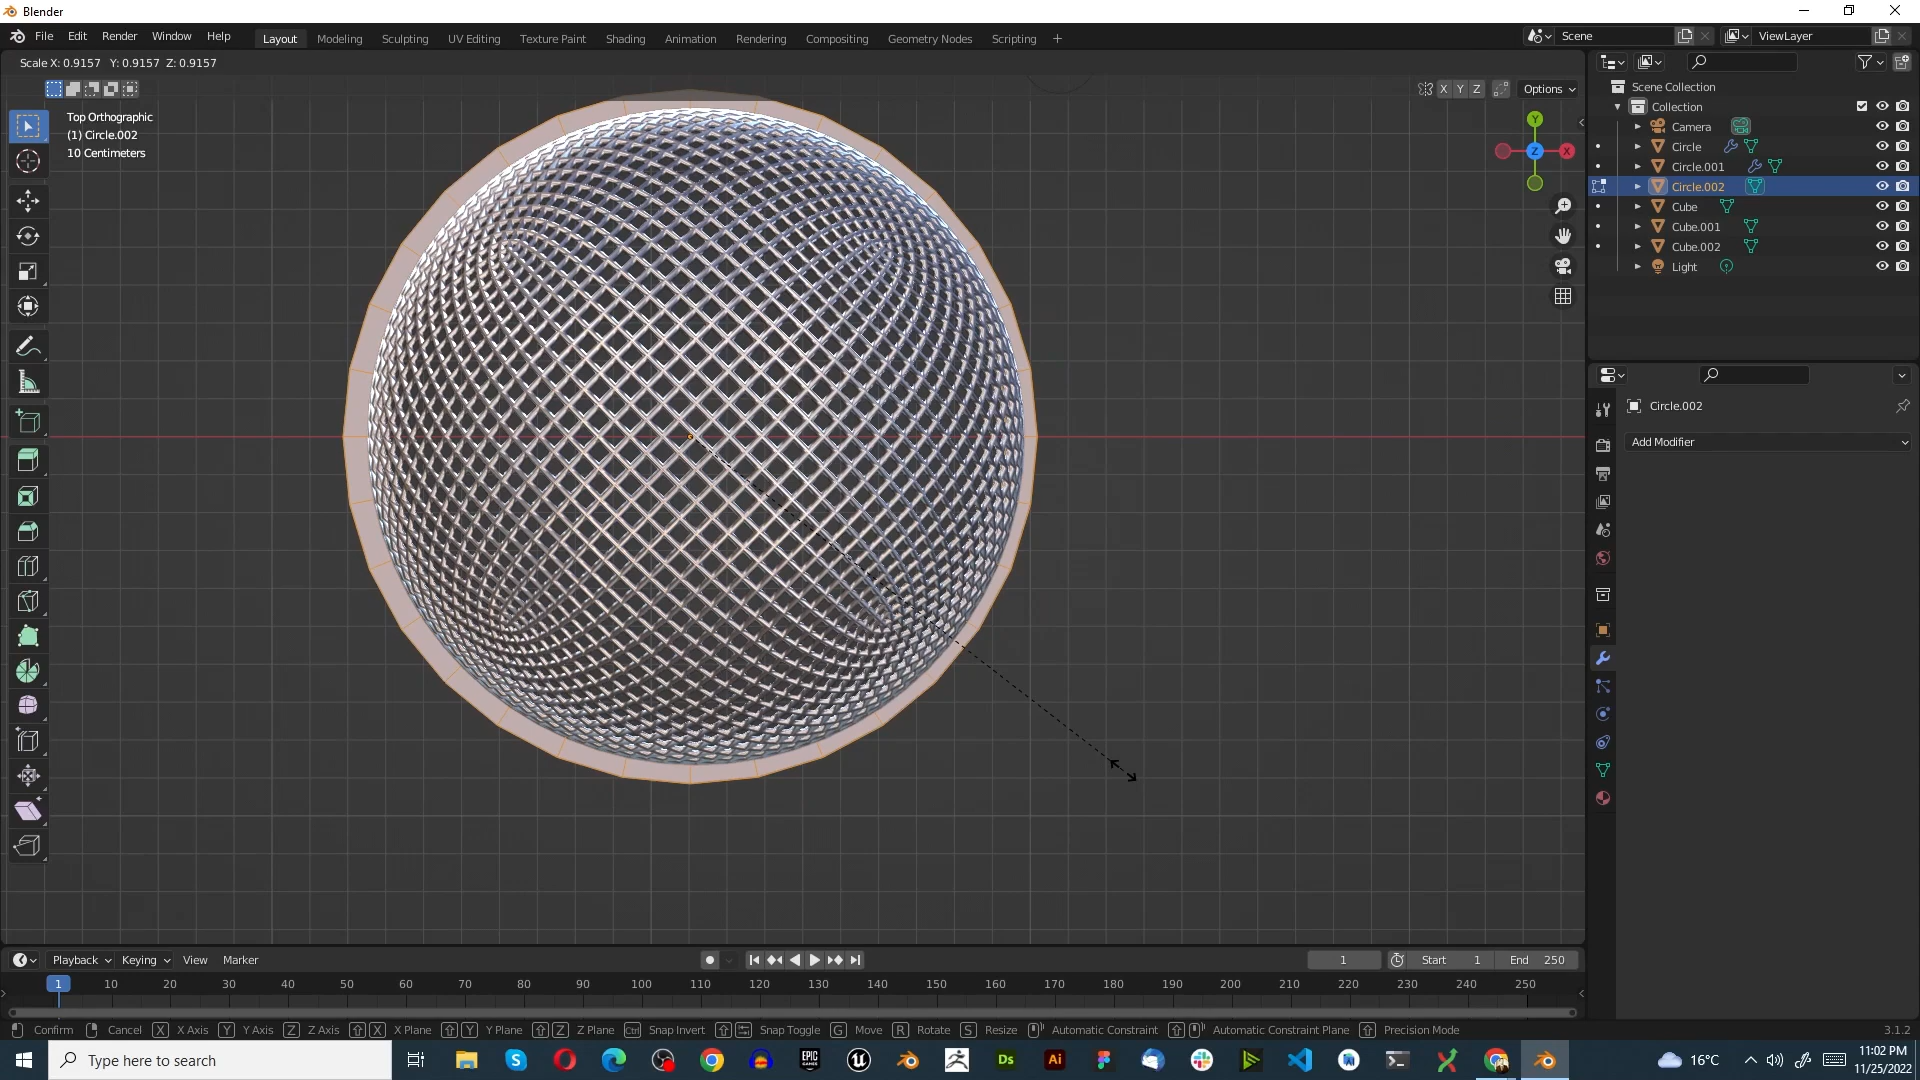 Blender
File Edit Render Window Help Layout Modeling Sculpting UV Editing Texture Paint Shading Animation Rendering Compositing Geometry Nodes Scripting + Scene ViewLayer
Scale X: 0.9157 Y: 0.9157 Z: 0.9157
X Y Z Options
Top Orthographic
(1) Circle.002
10 Centimeters
Y
Z X
Scene Collection
Collection
Camera
Circle
Circle.001
Circle.002
Cube
Cube.001
Cube.002
Light
Circle.002
Add Modifier
Playback Keying View Marker 1 Start 1 End 250
1 10 20 30 40 50 60 70 80 90 100 110 120 130 140 150 160 170 180 190 200 210 220 230 240 250
Confirm Cancel X X Axis Y Y Axis Z Z Axis X X Plane Y Y Plane Z Z Plane Ctrl Snap Invert Snap Toggle G Move R Rotate S Resize Automatic Constraint Automatic Constraint Plane Precision Mode 3.1.2
Type here to search
EPIC GAMES
Ds
Ai
16°C
11:02 PM
11/25/2022